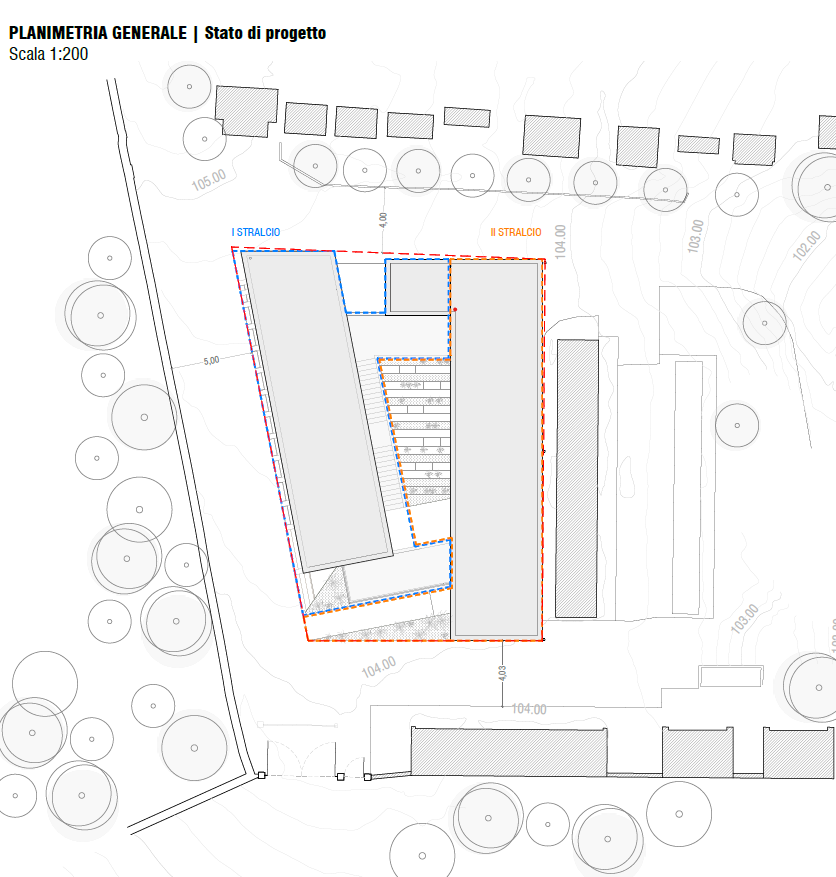 PLANIMETRIA GENERALE | Stato di progetto
Scala 1:200
105.00
4,00
I STRALCIO
II STRALCIO
104.00
103.00
102.00
5,00
103.00
104.00
4,03
104.00